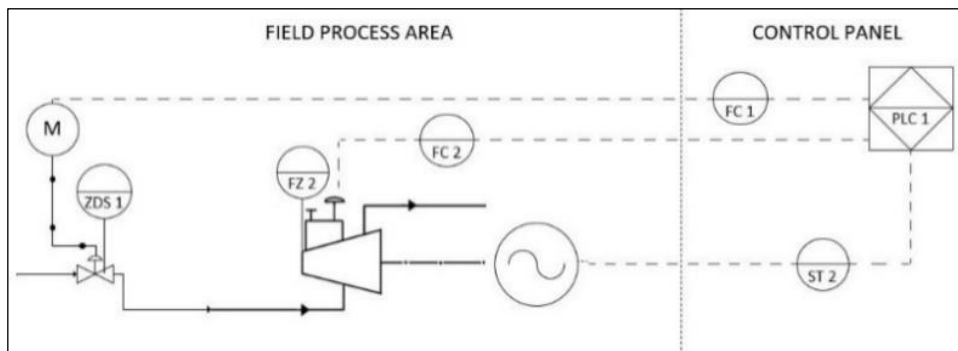 FIELD PROCESS AREA
CONTROL PANEL
FC 1
PLC 1
M
FC 2
FZ 2
ZDS 1
ST 2